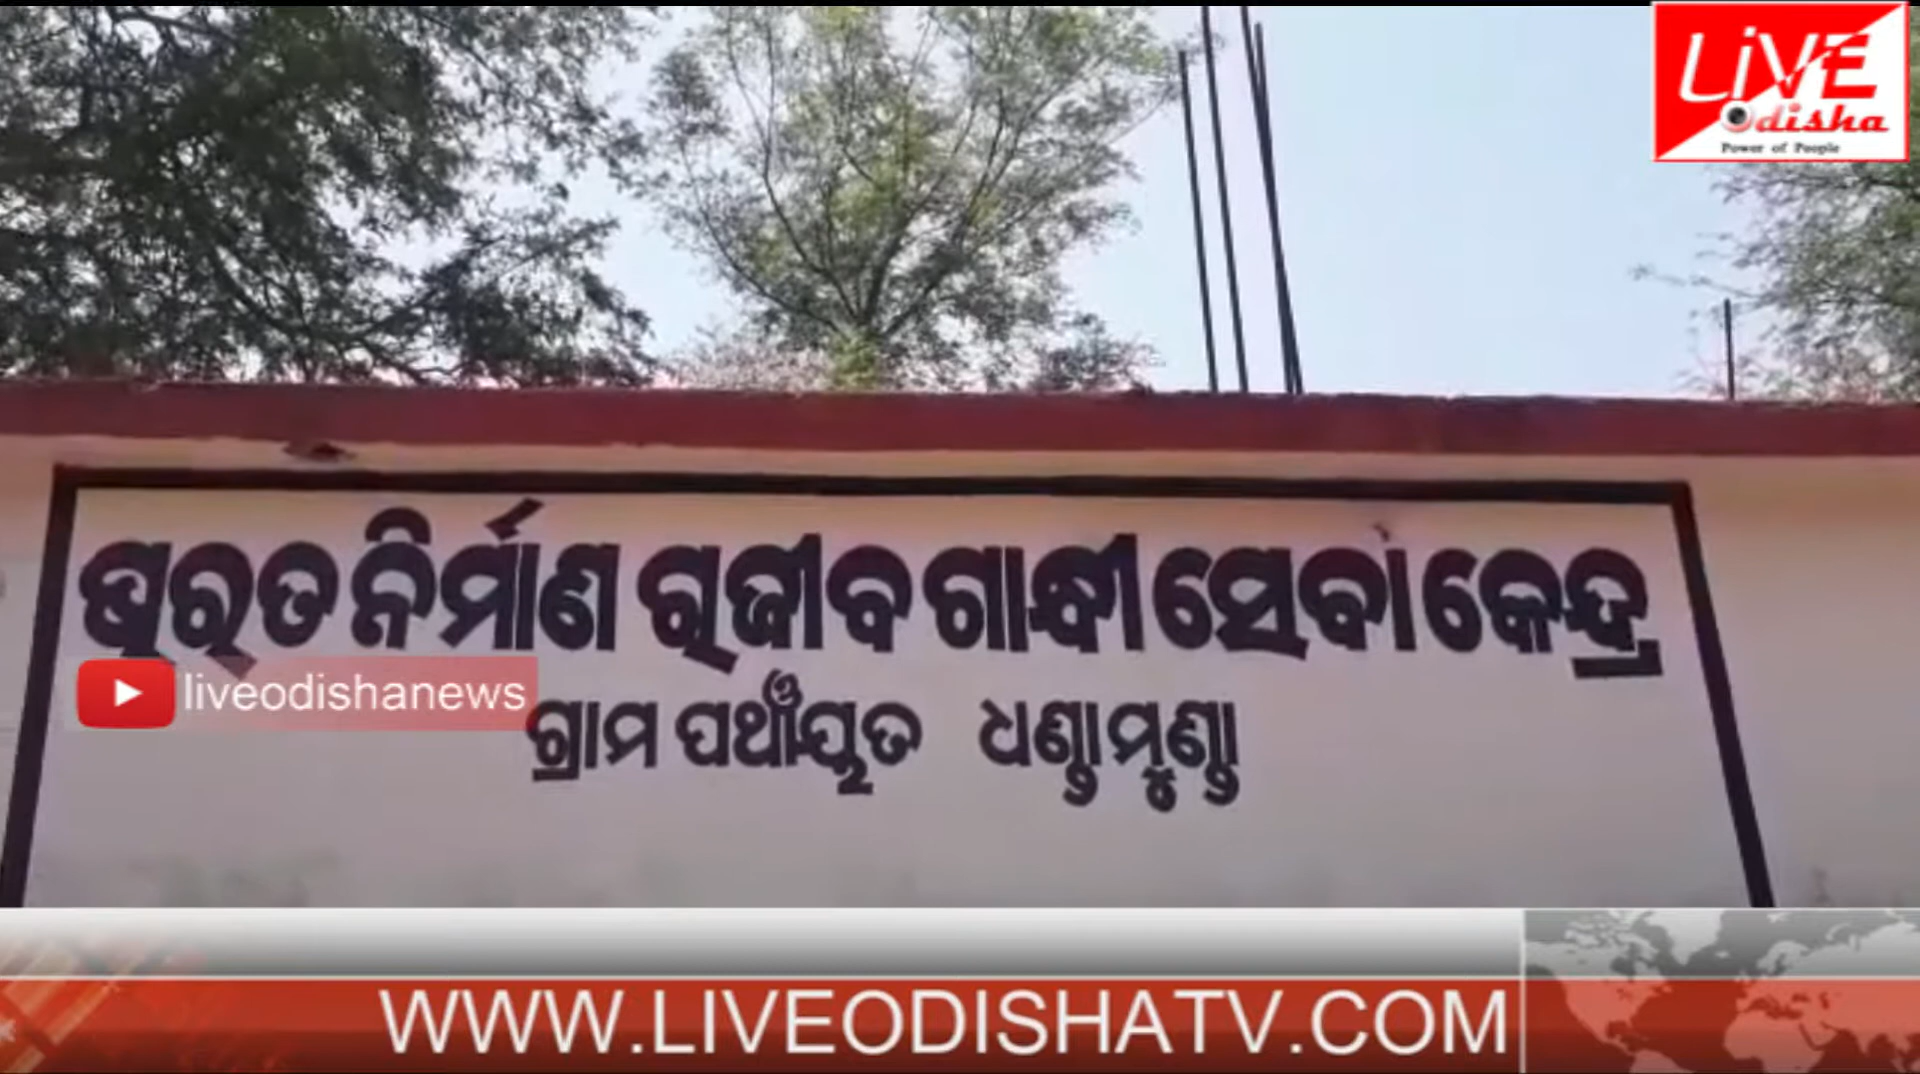 LiVE
Odisha
Power of People
ଭାରତ ନିର୍ମାଣ ରାଜୀବ ଗାନ୍ଧୀ ସେବା କେନ୍ଦ୍ର
liveodishanews
ଗ୍ରାମ ପଞ୍ଚାୟତ ଧଣ୍ଡାମୁଣ୍ଡା
WWW.LIVEODISHATV.COM